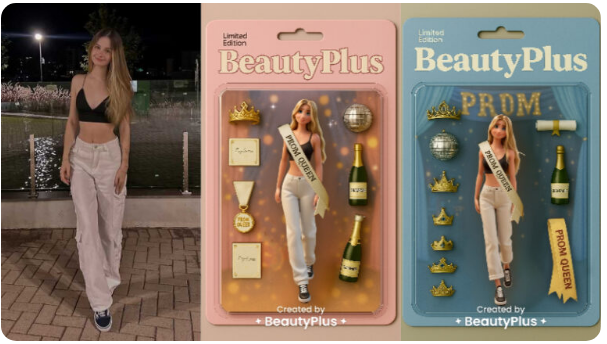 Limited
Edition
BeautyPlus
PROM QUEEN
Created by
BeautyPlus
Limited
Edition
BeautyPlus
PROM
PROM QUEEN
PROM QUEEN
Created by
BeautyPlus